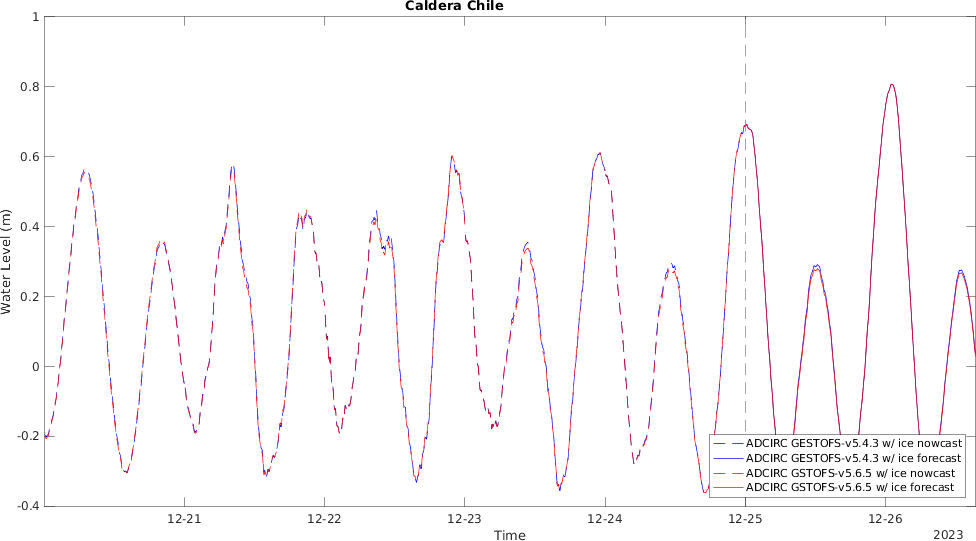 Caldera Chile
1
0.8
0.6
0.4
0.2
0
-0.2
-0.4
Water Level (m)
ADCIRC GESTOFS-v5.4.3 w/ ice nowcast
ADCIRC GESTOFS-v5.4.3 w/ ice forecast
ADCIRC GSTOFS-v5.6.5 w/ ice nowcast
ADCIRC GSTOFS-v5.6.5 w/ ice forecast
12-21
12-22
12-23
12-24
12-25
12-26
Time
2023